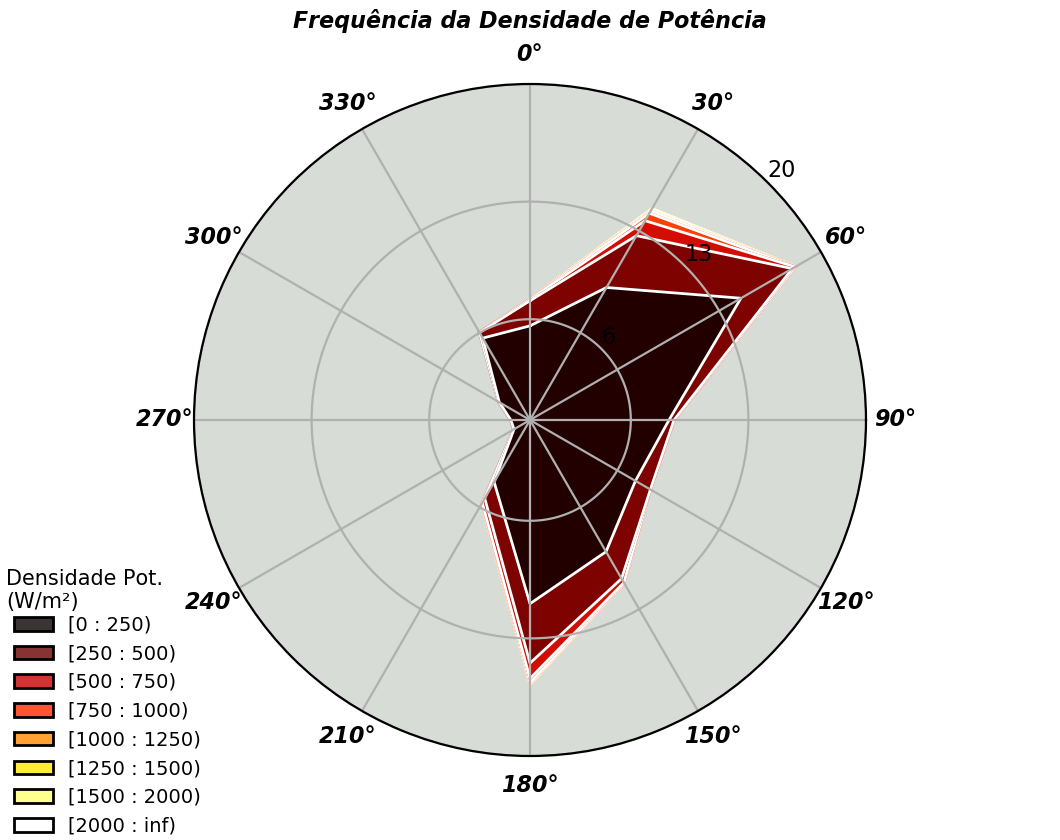 Frequência da Densidade de Potência
0°
330°
30°
20
300°
60°
13
6
270°
90°
240°
120°
210°
150°
180°
Densidade Pot.
(W/m²)
[0 : 250)
[250 : 500)
[500 : 750)
[750 : 1000)
[1000 : 1250)
[1250 : 1500)
[1500 : 2000)
[2000 : inf)